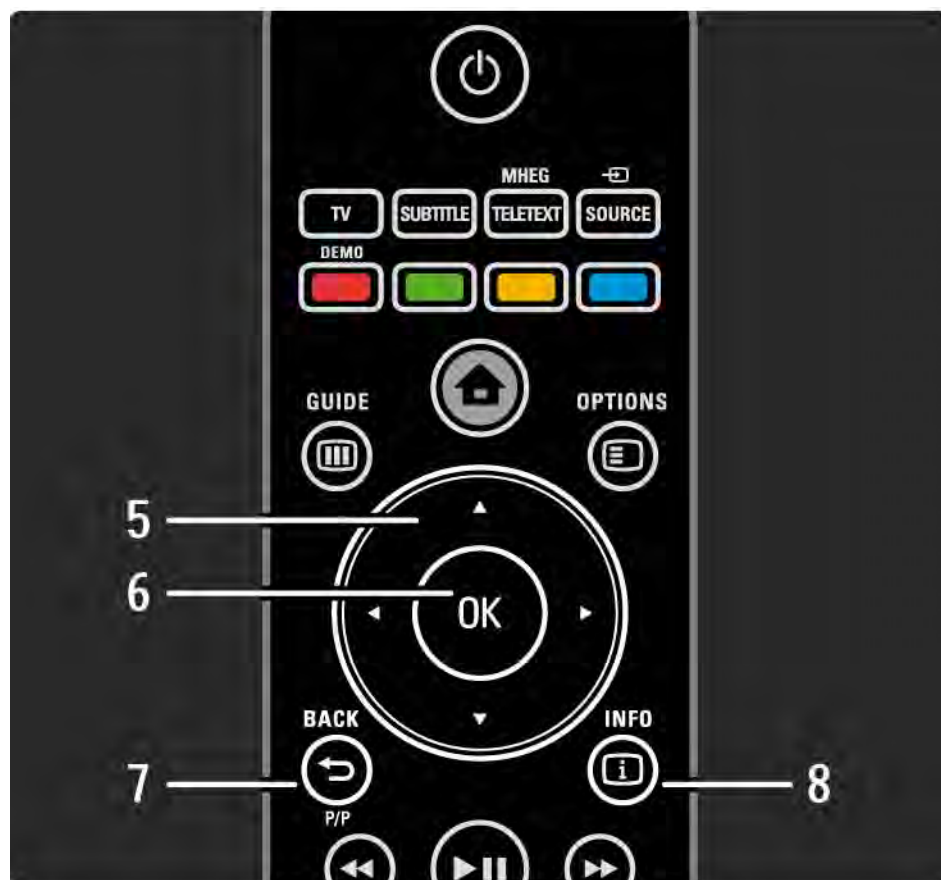 MHEG
TV SUBTITLE TELETEXT SOURCE
DEMO
GUIDE OPTIONS
5
6 OK
BACK INFO
7 8
P/P